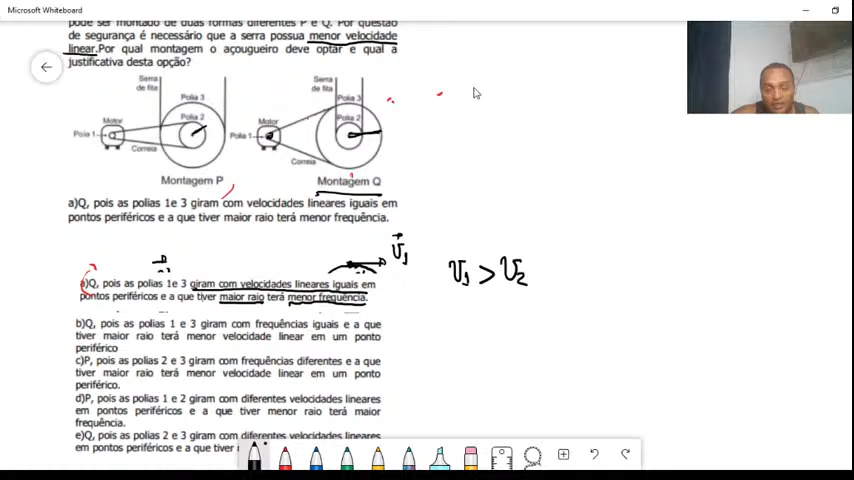 Microsoft Whiteboard
pode ser montado de duas formas diferentes P e Q. Por questão
de segurança é necessário que a serra possua menor velocidade
linear.Por qual montagem o açougueiro deve optar e qual a
justificativa desta opção?
Serra
de fita
Polia 3
Motor
Polia 2
Polia 1
Correia
Montagem P
Serra
de fita
Polia 3
Motor
Polia 2
Polia 1
Correia
Montagem Q
a)Q, pois as polias 1e 3 giram com velocidades lineares iguais em
pontos periféricos e a que tiver maior raio terá menor frequência.
V1
V1 > V2
a)Q, pois as polias 1e 3 giram com velocidades lineares iguais em
pontos periféricos e a que tiver maior raio terá menor frequência.
b)Q, pois as polias 1 e 3 giram com frequências iguais e a que
tiver maior raio terá menor velocidade linear em um ponto
periférico
c)P, pois as polias 2 e 3 giram com frequências diferentes e a que
tiver maior raio terá menor velocidade linear em um ponto
periférico.
d)P, pois as polias 1 e 2 giram com diferentes velocidades lineares
em pontos periféricos e a que tiver menor raio terá maior
frequência.
e)Q, pois as polias 2 e 3 giram com diferentes velocidades lineares
em pontos periféricos e a que tiver